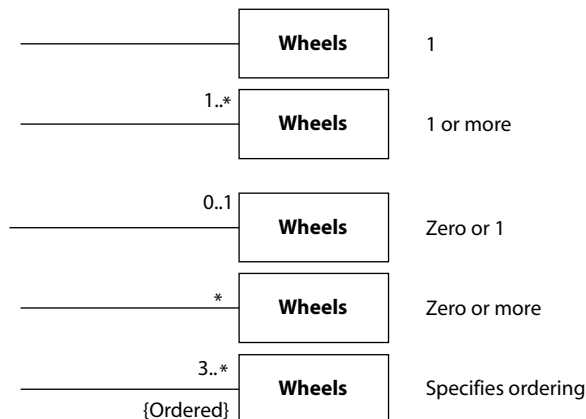 Wheels 1
1..*
Wheels 1 or more
0..1
Wheels Zero or 1
*
Wheels Zero or more
3..*
Wheels Specifies ordering
{Ordered}